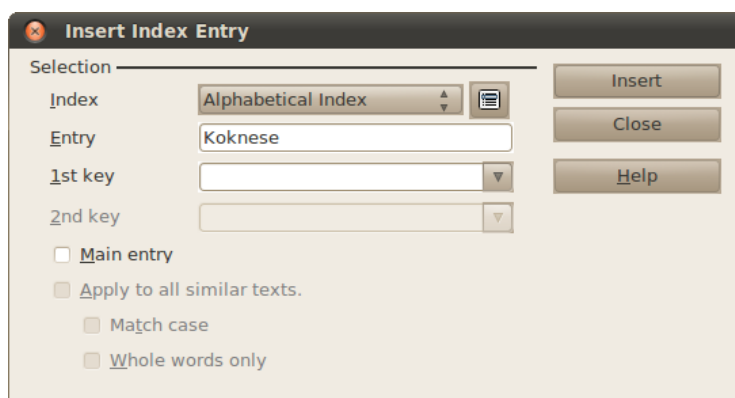 Insert Index Entry
Selection
Index Alphabetical Index
Entry Koknese
1st key
2nd key
Main entry
Apply to all similar texts.
Match case
Whole words only
Insert
Close
Help